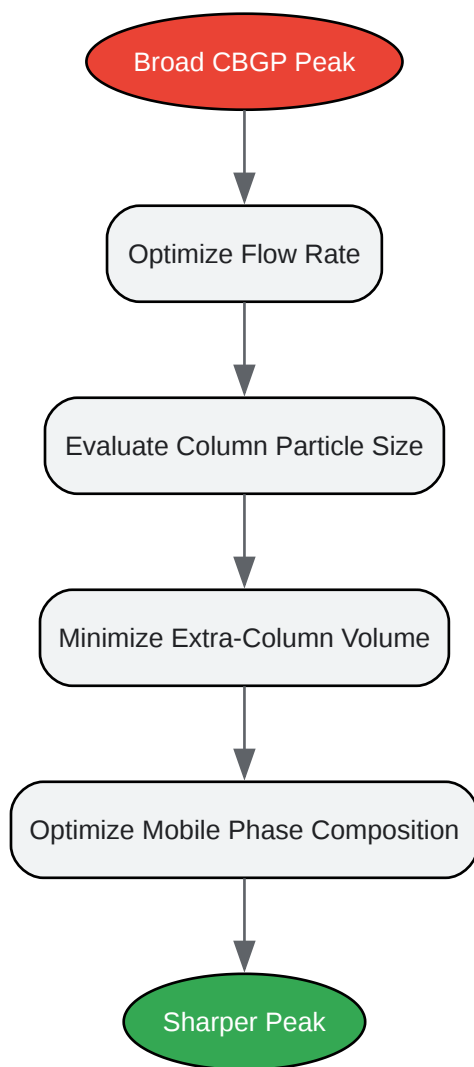 Broad CBGP Peak
Optimize Flow Rate
Evaluate Column Particle Size
Minimize Extra-Column Volume
Optimize Mobile Phase Composition
Sharper Peak